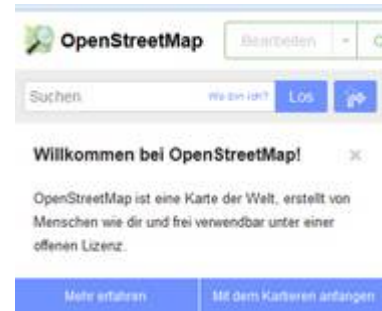 OpenStreetMap Bearbeiten
Suchen Wo bin ich? Los
Willkommen bei OpenStreetMap!
OpenStreetMap ist eine Karte der Welt, erstellt von
Menschen wie dir und frei verwendbar unter einer
offenen Lizenz.
Mehr erfahren Mit dem Kartieren anfangen